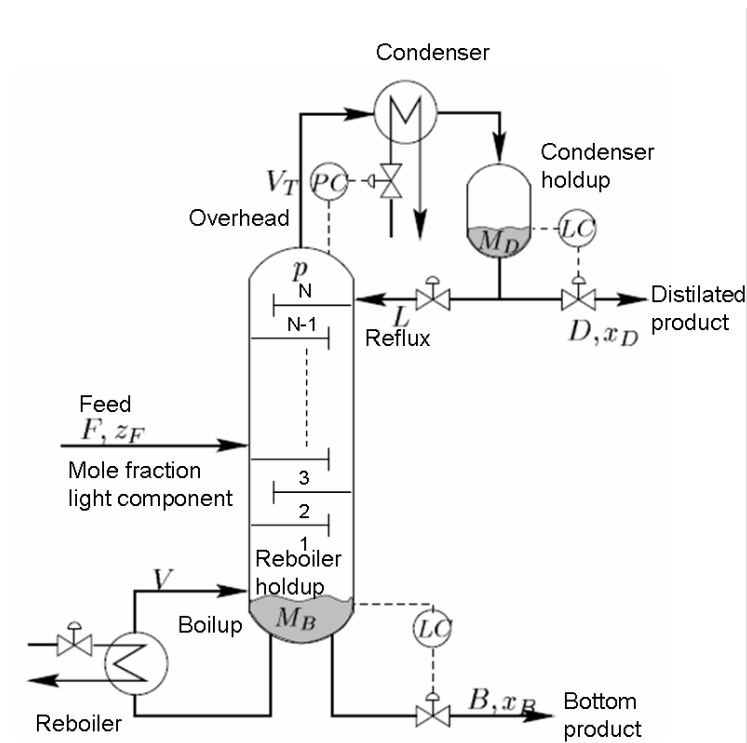 Condenser
Condenser
holdup
V_T
PC
Overhead
M_D
LC
p
N
N-1
L
Reflux
Distilated
product
D, x_D
Feed
F, z_F
Mole fraction
light component
3
2
1
Reboiler
holdup
V
M_B
Boilup
LC
Reboiler
B, x_B
Bottom
product